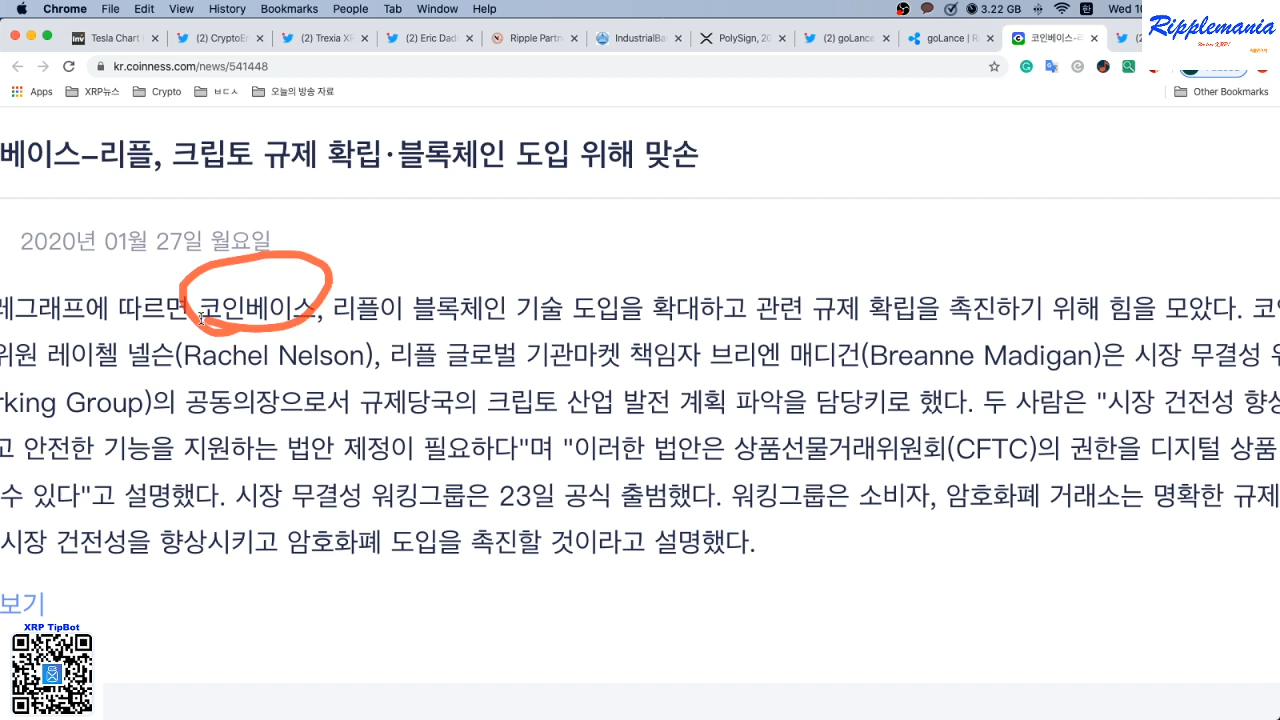 Chrome File Edit View History Bookmarks People Tab Window Help 3.22 GB 한 Wed 10
Ripplemania
Tesla Chart (2) CryptoEr (2) Trexia XR (2) Eric Dad Ripple Partn IndustrialBa PolySign, 20 (2) goLance goLance | R 코인베이스-리 (2)
kr.coinness.com/news/541448
Apps XRP뉴스 Crypto ㅂㄷㅅ 오늘의 방송 자료 Other Bookmarks
베이스–리플, 크립토 규제 확립·블록체인 도입 위해 맞손
2020년 01월 27일 월요일
레그래프에 따르면 코인베이스, 리플이 블록체인 기술 도입을 확대하고 관련 규제 확립을 촉진하기 위해 힘을 모았다. 코인
위원 레이첼 넬슨(Rachel Nelson), 리플 글로벌 기관마켓 책임자 브리엔 매디건(Breanne Madigan)은 시장 무결성 워
rking Group)의 공동의장으로서 규제당국의 크립토 산업 발전 계획 파악을 담당키로 했다. 두 사람은 "시장 건전성 향상
고 안전한 기능을 지원하는 법안 제정이 필요하다"며 "이러한 법안은 상품선물거래위원회(CFTC)의 권한을 디지털 상품
수 있다"고 설명했다. 시장 무결성 워킹그룹은 23일 공식 출범했다. 워킹그룹은 소비자, 암호화폐 거래소는 명확한 규제
시장 건전성을 향상시키고 암호화폐 도입을 촉진할 것이라고 설명했다.
보기
XRP TipBot